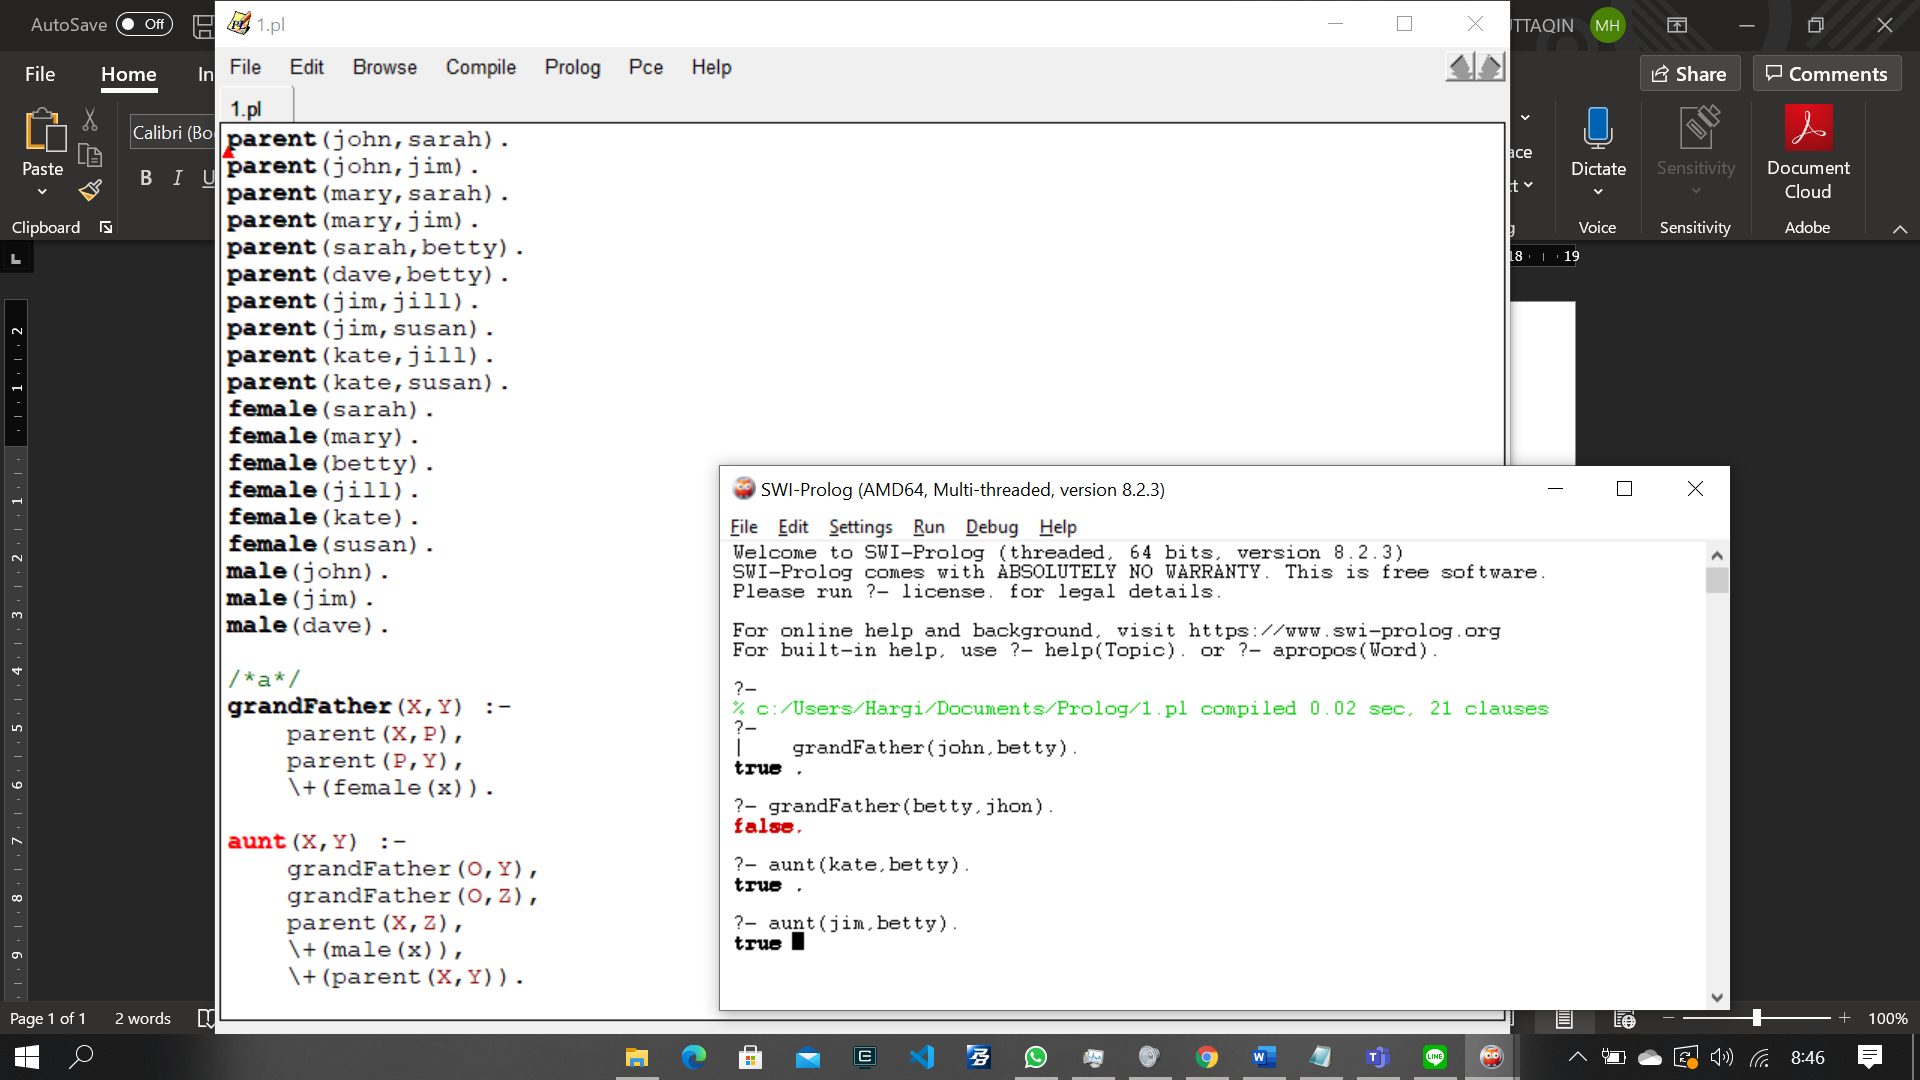 AutoSave Off
1.pl
UTTAQIN MH
File Home In
Share Comments
File Edit Browse Compile Prolog Pce Help
1.pl
Calibri (Bo
Paste
B I U
Clipboard
Dictate
Sensitivity
Document
Cloud
Voice
Sensitivity
Adobe
18 19
parent(john,sarah).
parent(john,jim).
parent(mary,sarah).
parent(mary,jim).
parent(sarah,betty).
parent(dave,betty).
parent(jim,jill).
parent(jim,susan).
parent(kate,jill).
parent(kate,susan).
female(sarah).
female(mary).
female(betty).
female(jill).
female(kate).
female(susan).
male(john).
male(jim).
male(dave).
/*a*/
grandFather(X,Y) :-
parent(X,P),
parent(P,Y),
\+(female(x)).
aunt(X,Y) :-
grandFather(O,Y),
grandFather(O,Z),
parent(X,Z),
\+(male(x)),
\+(parent(X,Y)).
SWI-Prolog (AMD64, Multi-threaded, version 8.2.3)
File Edit Settings Run Debug Help
Welcome to SWI-Prolog (threaded, 64 bits, version 8.2.3)
SWI-Prolog comes with ABSOLUTELY NO WARRANTY. This is free software.
Please run ?- license. for legal details.
For online help and background, visit https://www.swi-prolog.org
For built-in help, use ?- help(Topic). or ?- apropos(Word).
?-
% c:/Users/Hargi/Documents/Prolog/1.pl compiled 0.02 sec, 21 clauses
?-
| grandFather(john,betty).
true .
?- grandFather(betty,jhon).
false.
?- aunt(kate,betty).
true .
?- aunt(jim,betty).
true
Page 1 of 1 2 words
100%
8:46